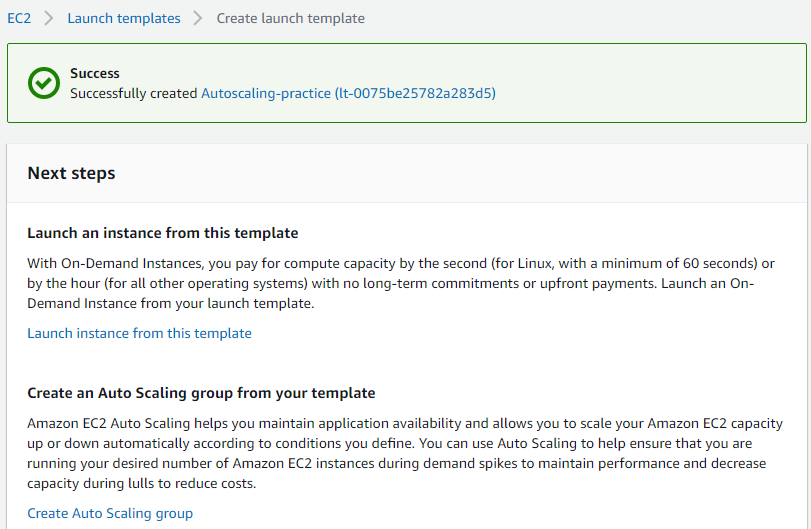 EC2 > Launch templates > Create launch template
Success
Successfully created Autoscaling-practice (lt-0075be25782a283d5)
Next steps
Launch an instance from this template
With On-Demand Instances, you pay for compute capacity by the second (for Linux, with a minimum of 60 seconds) or
by the hour (for all other operating systems) with no long-term commitments or upfront payments. Launch an On-
Demand Instance from your launch template.
Launch instance from this template
Create an Auto Scaling group from your template
Amazon EC2 Auto Scaling helps you maintain application availability and allows you to scale your Amazon EC2 capacity
up or down automatically according to conditions you define. You can use Auto Scaling to help ensure that you are
running your desired number of Amazon EC2 instances during demand spikes to maintain performance and decrease
capacity during lulls to reduce costs.
Create Auto Scaling group